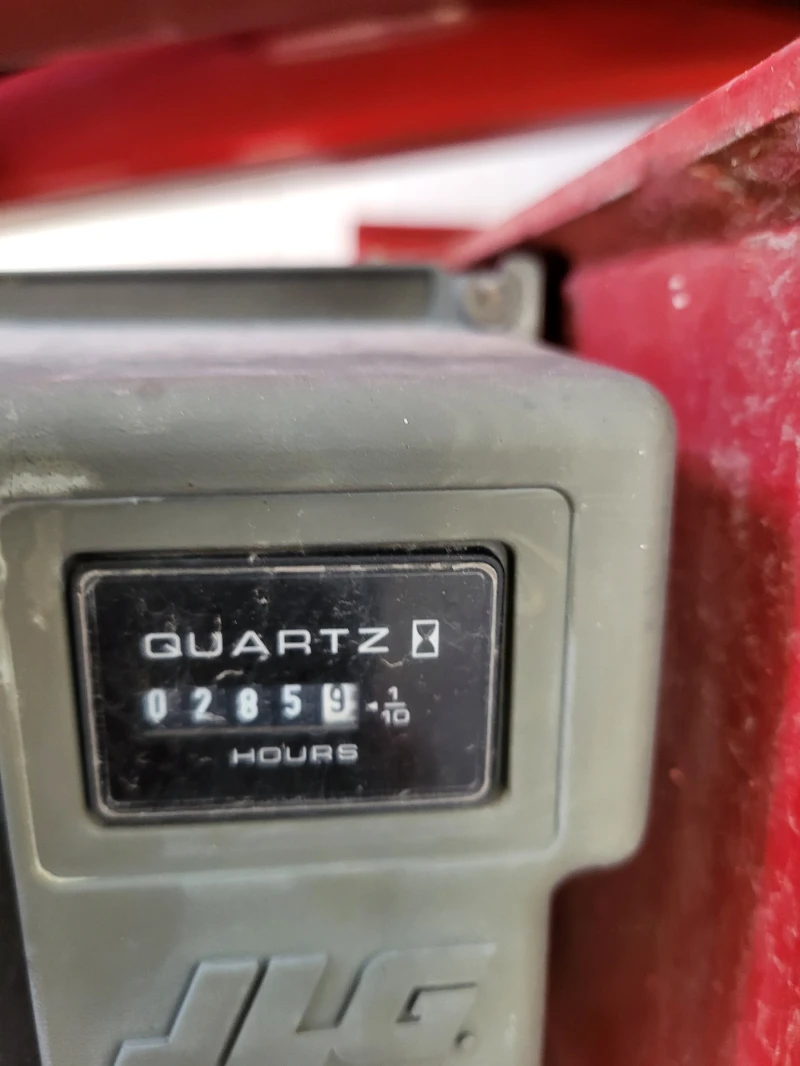 QUARTZ
02859 1/10
HOURS
JLG.